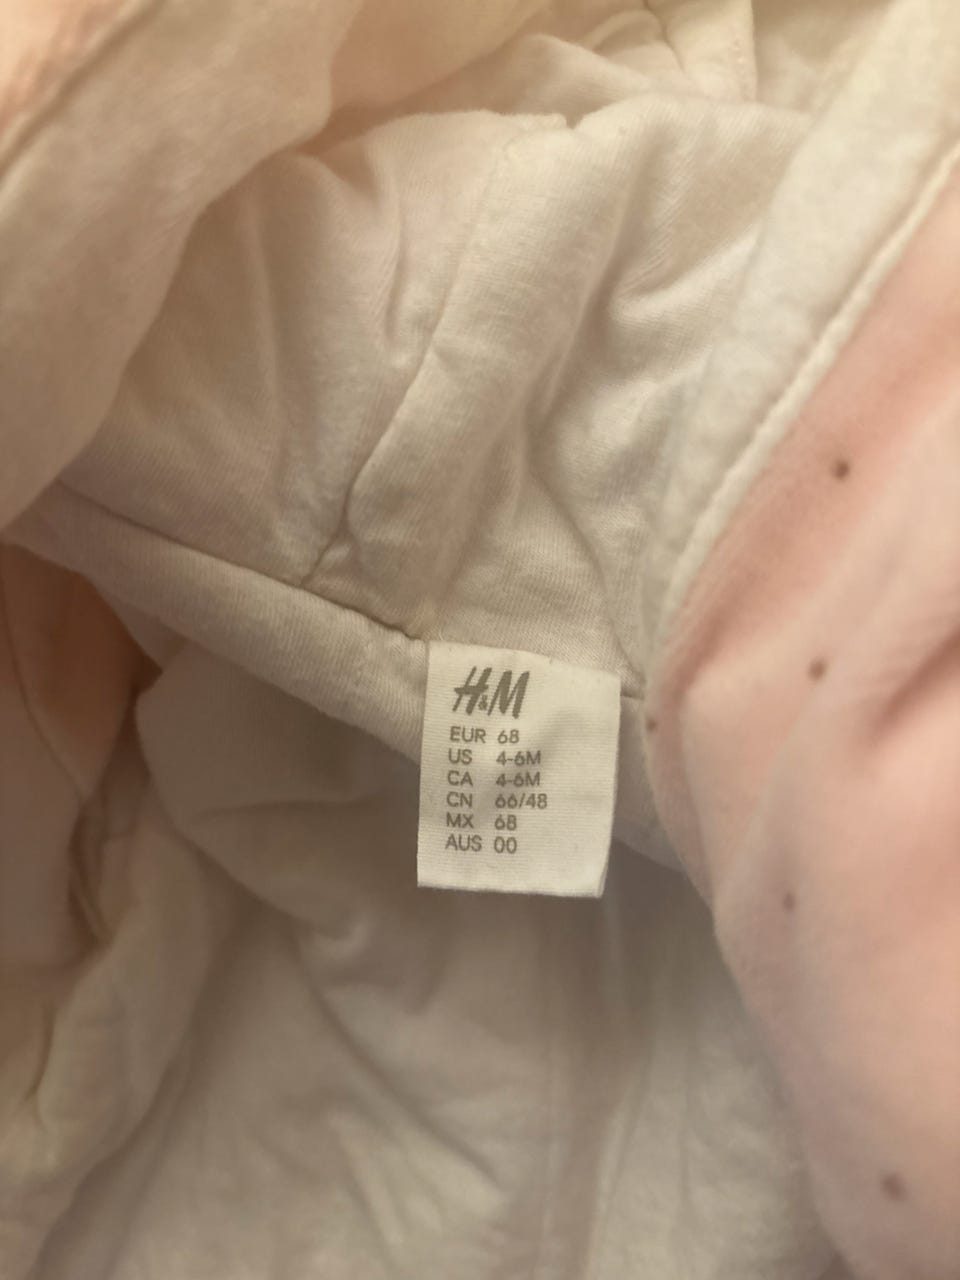 H&M
EUR 68
US 4-6M
CA 4-6M
CN 66/48
MX 68
AUS 00